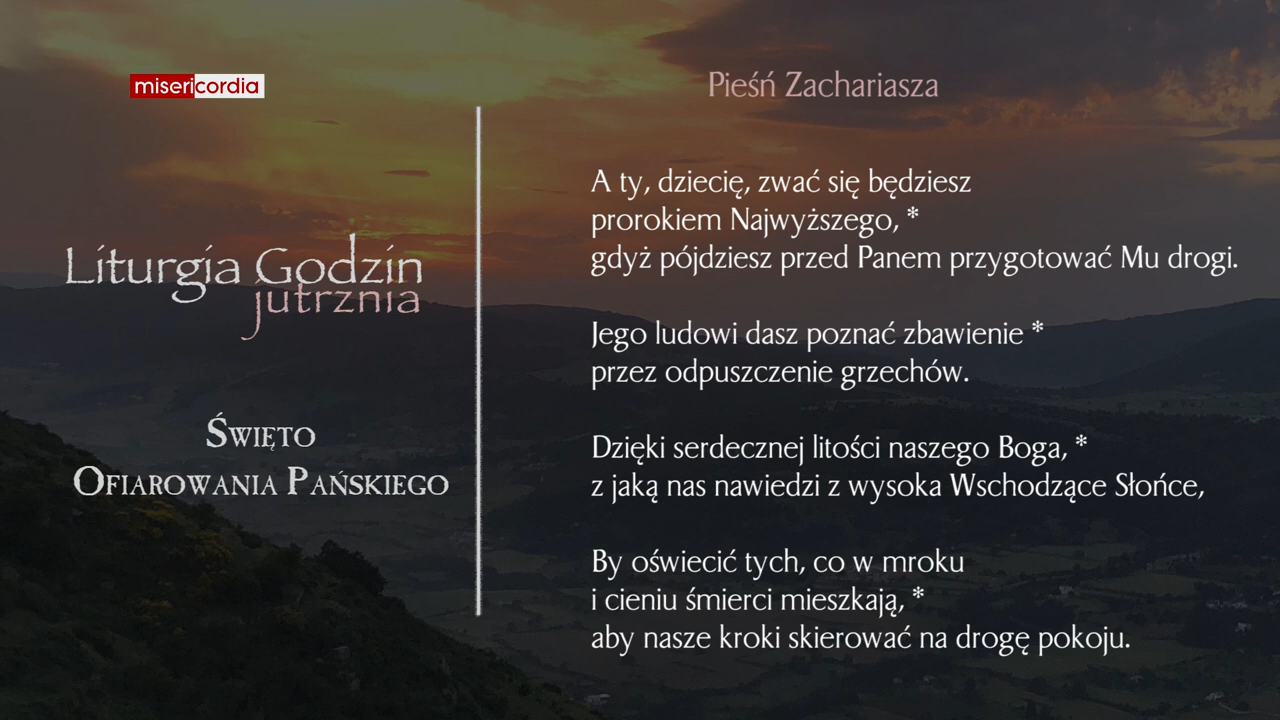 misericordia
Liturgia Godzin
jutrznia
Święto
Ofiarowania Pańskiego
Pieśń Zachariasza
A ty, dziecię, zwać się będziesz
prorokiem Najwyższego, *
gdyż pójdziesz przed Panem przygotować Mu drogi.
Jego ludowi dasz poznać zbawienie *
przez odpuszczenie grzechów.
Dzięki serdecznej litości naszego Boga, *
z jaką nas nawiedzi z wysoka Wschodzące Słońce,
By oświecić tych, co w mroku
i cieniu śmierci mieszkają, *
aby nasze kroki skierować na drogę pokoju.